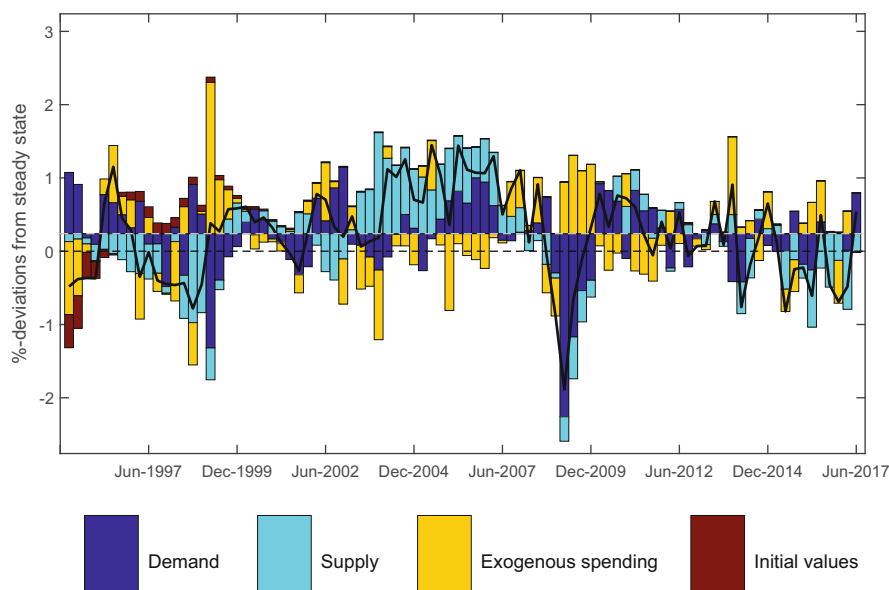 %-deviations from steady state
3
2
1
0
-1
-2
Jun-1997 Dec-1999 Jun-2002 Dec-2004 Jun-2007 Dec-2009 Jun-2012 Dec-2014 Jun-2017
Demand Supply Exogenous spending Initial values